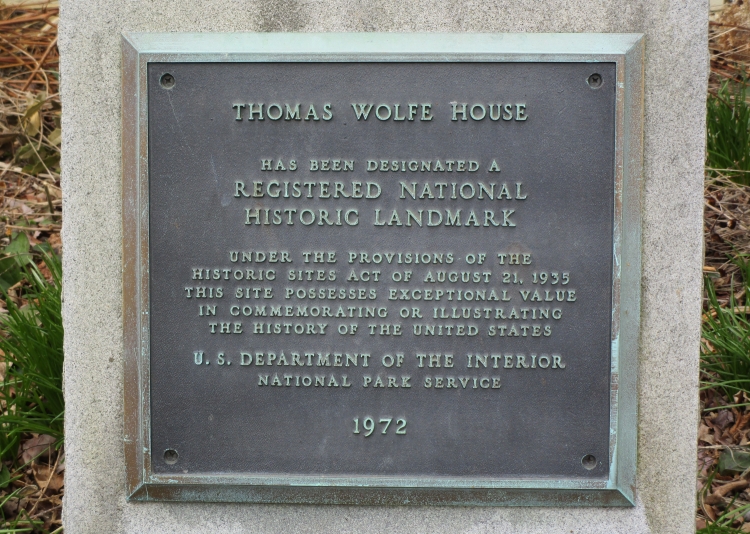 THOMAS WOLFE HOUSE
HAS BEEN DESIGNATED A
REGISTERED NATIONAL
HISTORIC LANDMARK
UNDER THE PROVISIONS OF THE
HISTORIC SITES ACT OF AUGUST 21, 1935
THIS SITE POSSESSES EXCEPTIONAL VALUE
IN COMMEMORATING OR ILLUSTRATING
THE HISTORY OF THE UNITED STATES
U. S. DEPARTMENT OF THE INTERIOR
NATIONAL PARK SERVICE
1972